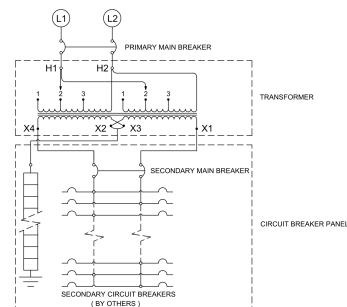 L1 L2
PRIMARY MAIN BREAKER
H1 H2
1 2 3 1 2 3
TRANSFORMER
X4 X2 X3 X1
SECONDARY MAIN BREAKER
CIRCUIT BREAKER PANEL
SECONDARY CIRCUIT BREAKERS
( BY OTHERS )